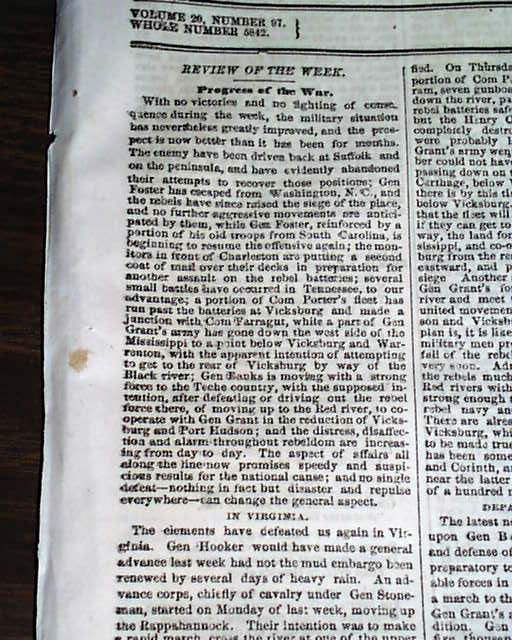 VOLUME 20, NUMBER 97.
WHOLE NUMBER 5842.
REVIEW OF THE WEEK.
Progress of the War.
With no victories and no fighting of conse-
quence during the week, the military situation
has nevertheless greatly improved, and the pros-
pect is now better than it has been for months.
The enemy have been driven back at Suffolk and
on the peninsula, and have evidently abandoned
their attempts to recover those positions; Gen
Foster has escaped from Washington, N. C., and
the rebels have since raised the siege of the place,
and no further aggressive movements are antici-
pated by them, while Gen Foster, reinforced by a
portion of his old troops from South Carolina, is
beginning to resume the offensive again; the mon-
itors in front of Charleston are putting a second
coat of mail over their decks in preparation for
another assault on the rebel batteries; several
small battles have occurred in Tennessee, to our
advantage; a portion of Com Porter's fleet has
run past the batteries at Vicksburg and made a
junction with Com Farragut, while a part of Gen
Grant's army has gone down the west side of the
Mississippi to a point below Vicksburg and War-
renton, with the apparent intention of attempting
to get to the rear of Vicksburg by way of the
Black river; Gen Banks is moving with a strong
force to the Teche country, with the supposed in-
tention, after defeating or driving out the rebel
force there, of moving up to the Red river, to co-
operate with Gen Grant in the reduction of Vicks-
burg and Port Hudson; and the distress, disaffec-
tion and alarm throughout rebeldom are increas-
ing from day to day. The aspect of affairs all
along the line now promises speedy and auspi-
cious results for the national cause; and no single
defeat—nothing in fact but disaster and repulse
everywhere—can change the general aspect.
IN VIRGINIA.
The elements have defeated us again in Vir-
ginia. Gen Hooker would have made a general
advance last week had not the mud embargo been
renewed by several days of heavy rain. An ad-
vance corps, chiefly of cavalry under Gen Stone-
man, started on Monday of last week, moving up
the Rappahannock. Their intention was to make
a rapid march, cross the river at one of the upper
fied. On Thursda
portion of Com P
ram, seven gunboa
down the river, pa
rebel batteries safe
but the Henry C
completely destro
were probably
Grant's army wen
ber could not have
passing down on
Carthage, below
there is by this ti
below Vicksburg.
that the fleet will
if they can get to
way, the land for
sissippi, and co-o
burg from the re
eastward, and p
siege Another
Gen Grant's fo
river and meet
united movemen
son and Vicksb
plan is, it is like
military men pr
fall of the rebel
very soon. Adm
the rebels much
Red rivers with
strong enough
rebel navy an
There are alrea
Vicksburg, whi
to be made true
has been some
and Corinth, a
near the latter
of a hundred m
DEPA
The latest n
upon Gen B
and defense of
preparatory to
able forces in
a march to th
Gen Grant's a
dition. Gen
five thousand